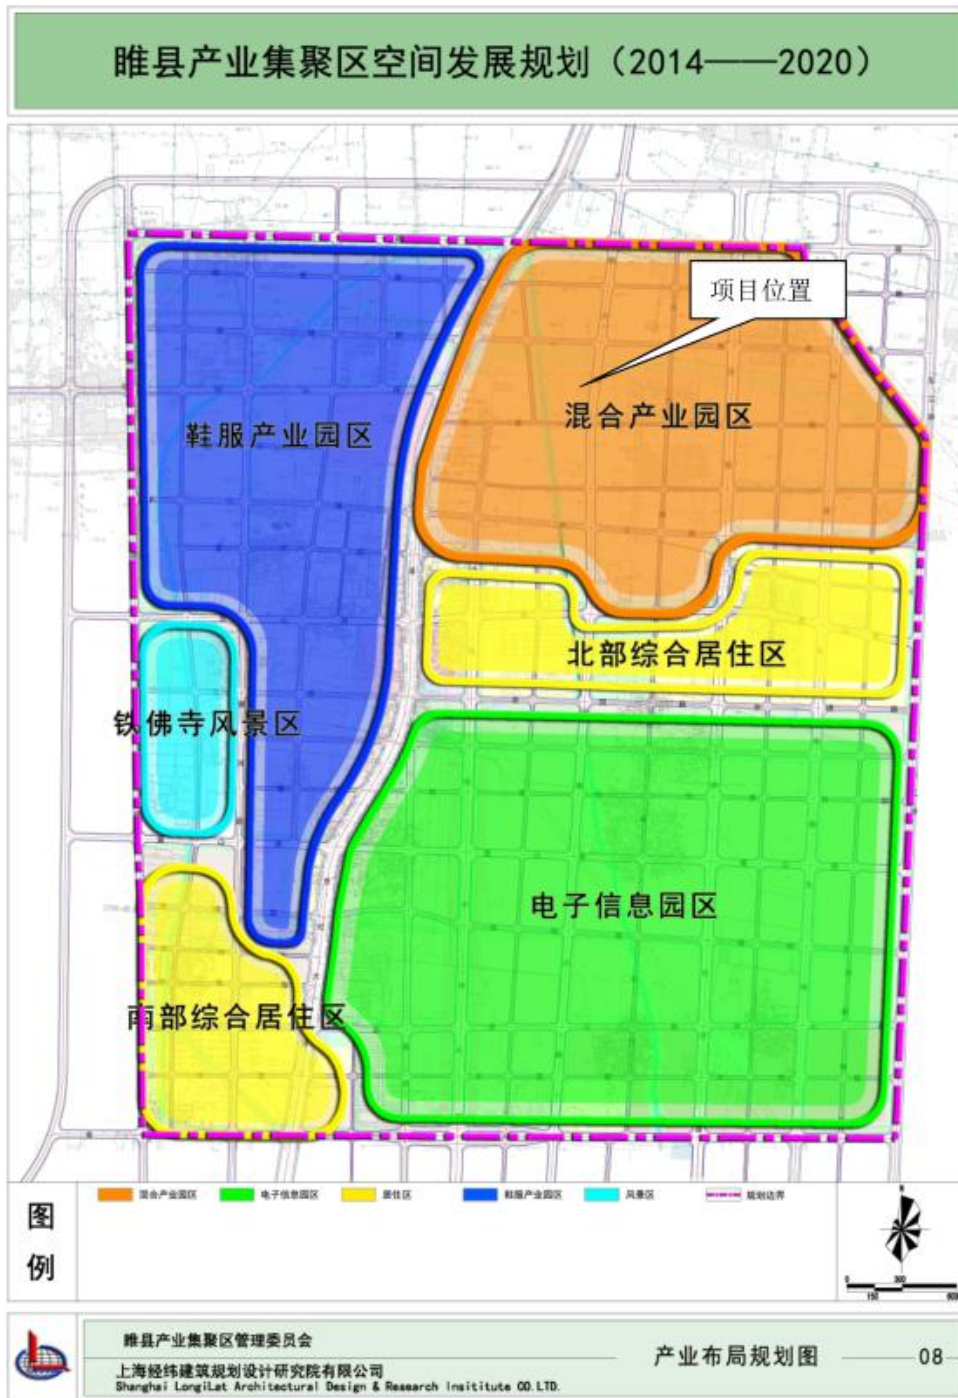 睢县产业集聚区空间发展规划（2014——2020）
项目位置
混合产业园区
鞋服产业园区
北部综合居住区
铁佛寺风景区
电子信息园区
南部综合居住区
图例
混合产业园区
电子信息园区
居住区
鞋服产业园区
风景区
规划边界
N
0 300 600
150
睢县产业集聚区管理委员会
上海经纬建筑规划设计研究院有限公司
Shanghai LongiLat Architectural Design & Research Insititute CO.LTD.
产业布局规划图
08